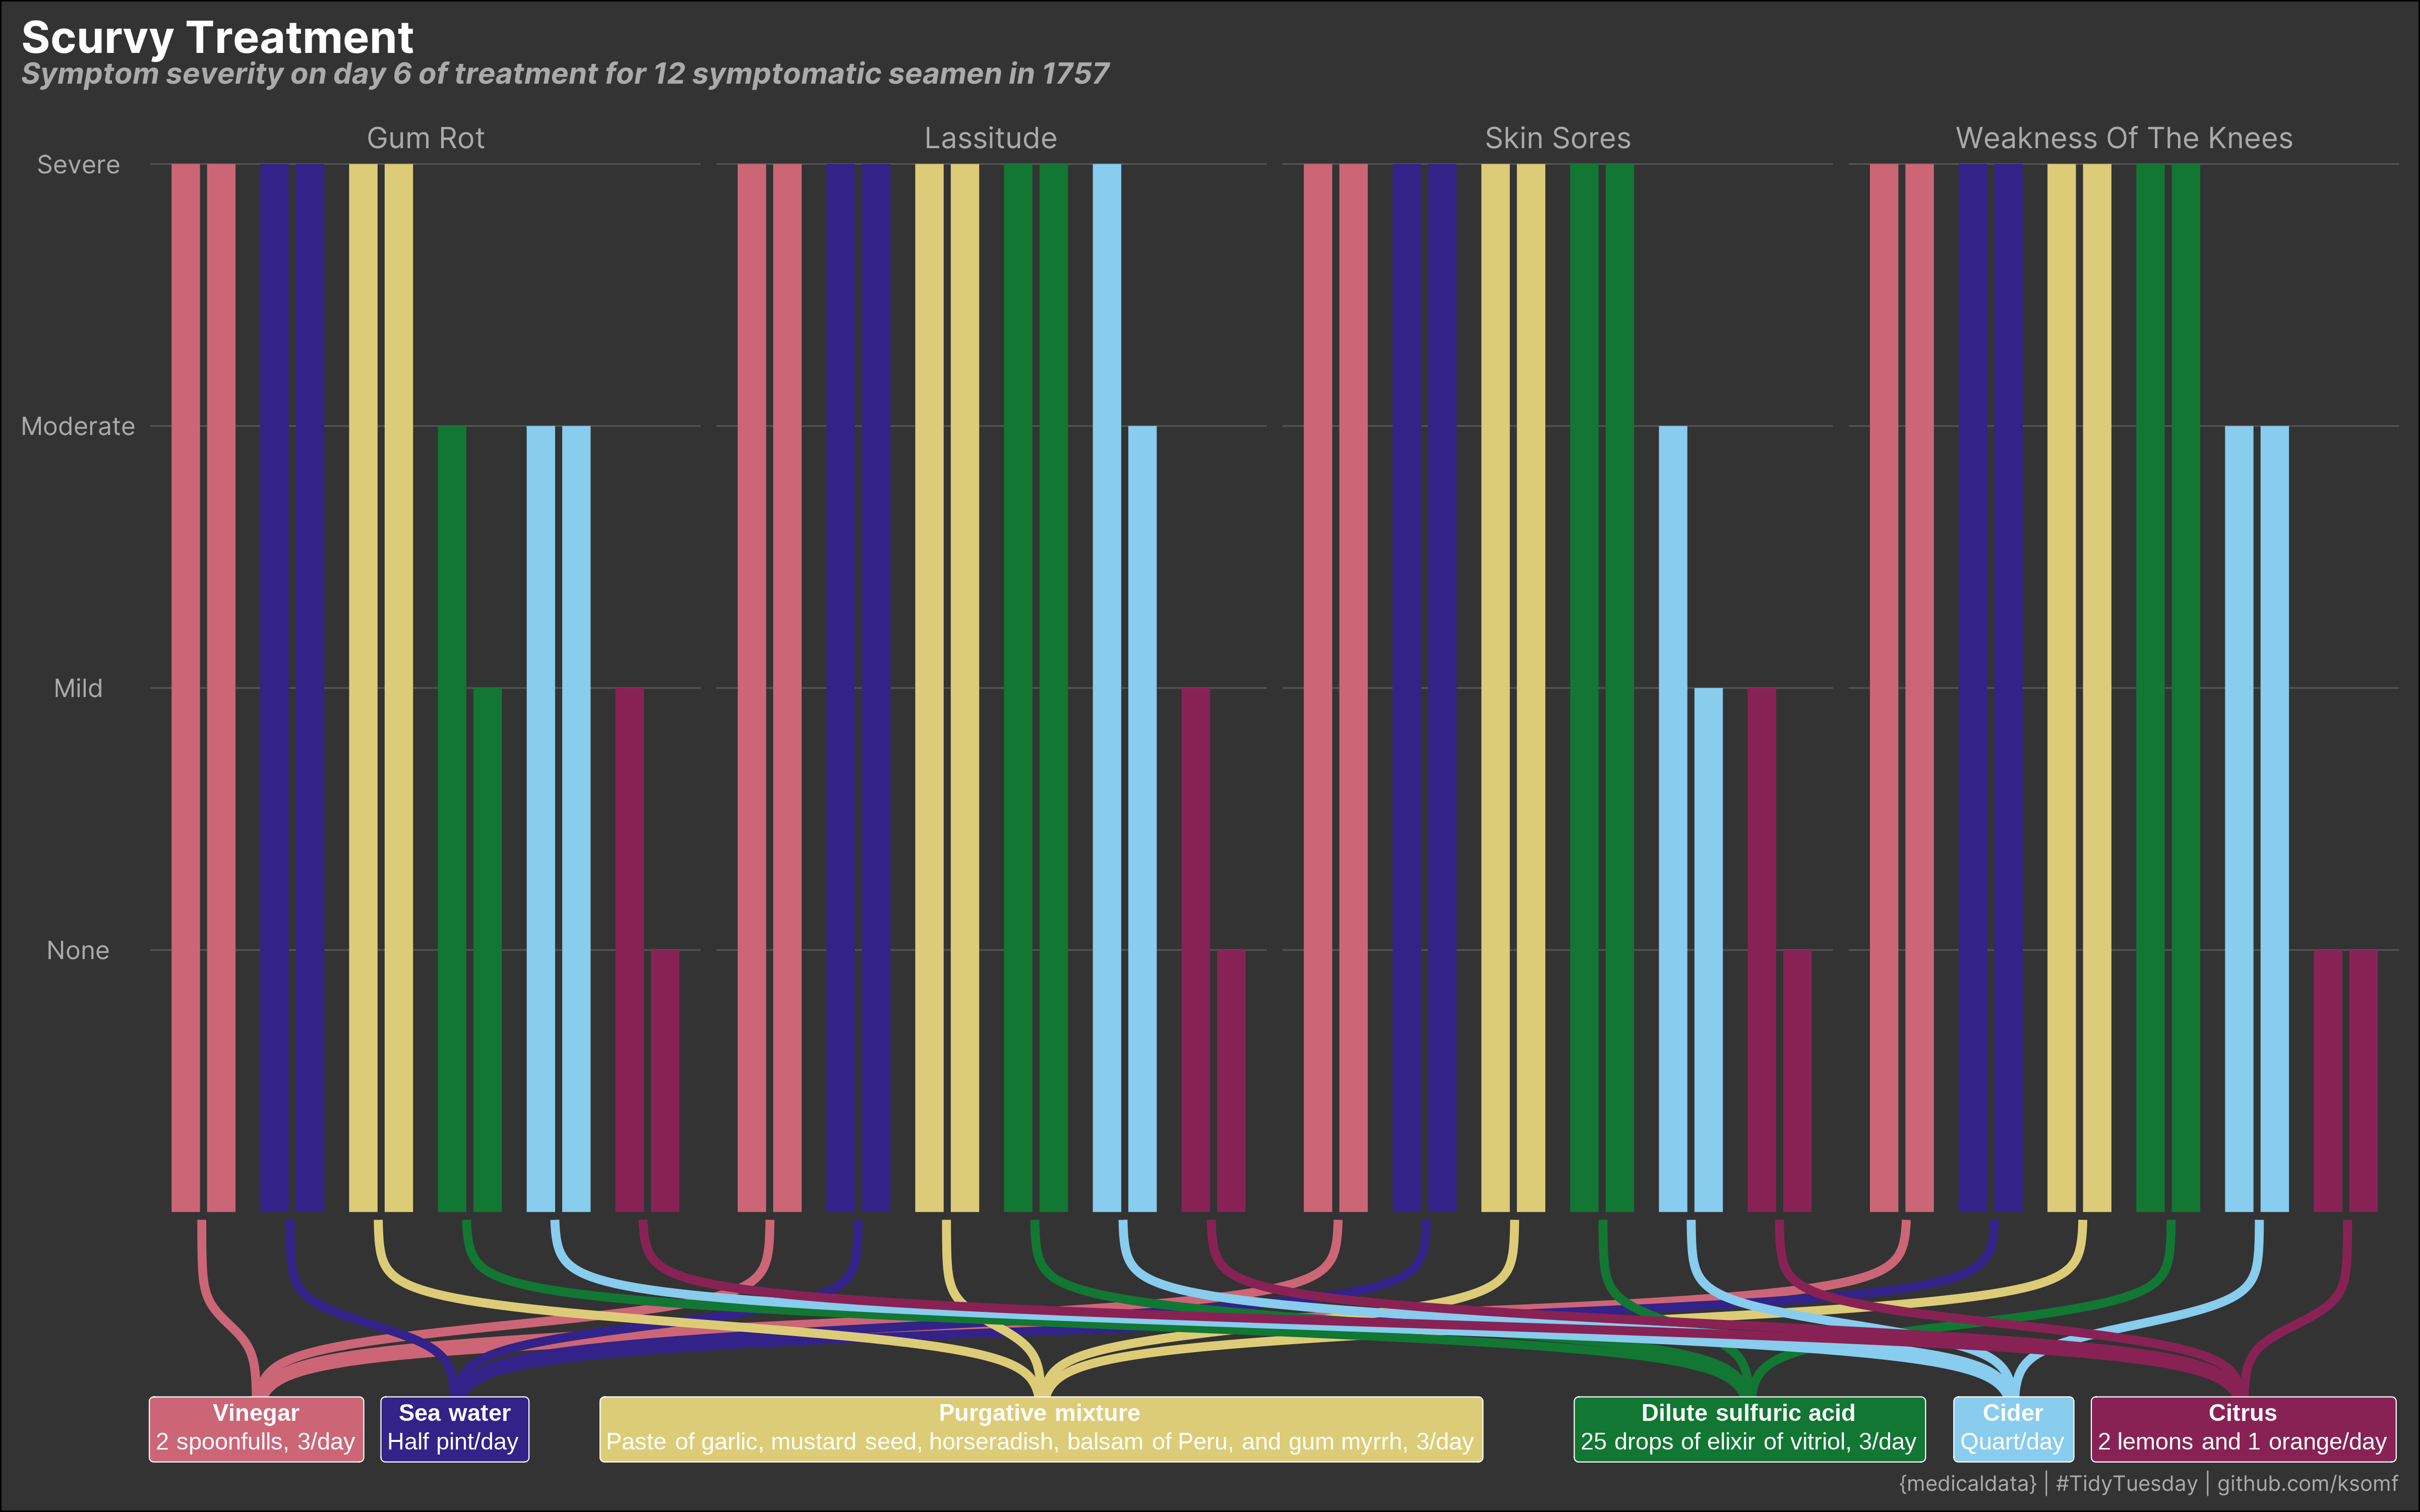 Scurvy Treatment
Symptom severity on day 6 of treatment for 12 symptomatic seamen in 1757
Gum Rot
Lassitude
Skin Sores
Weakness Of The Knees
Severe
Moderate
Mild
None
Vinegar
2 spoonfulls, 3/day
Sea water
Half pint/day
Purgative mixture
Paste of garlic, mustard seed, horseradish, balsam of Peru, and gum myrrh, 3/day
Dilute sulfuric acid
25 drops of elixir of vitriol, 3/day
Cider
Quart/day
Citrus
2 lemons and 1 orange/day
{medicaldata} | #TidyTuesday | github.com/ksomf